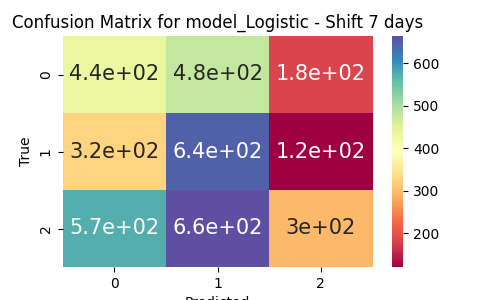 Confusion Matrix for model_Logistic - Shift 7 days
True
0 4.4e+02 4.8e+02 1.8e+02
1 3.2e+02 6.4e+02 1.2e+02
2 5.7e+02 6.6e+02 3e+02
0 1 2
Predicted
600
500
400
300
200